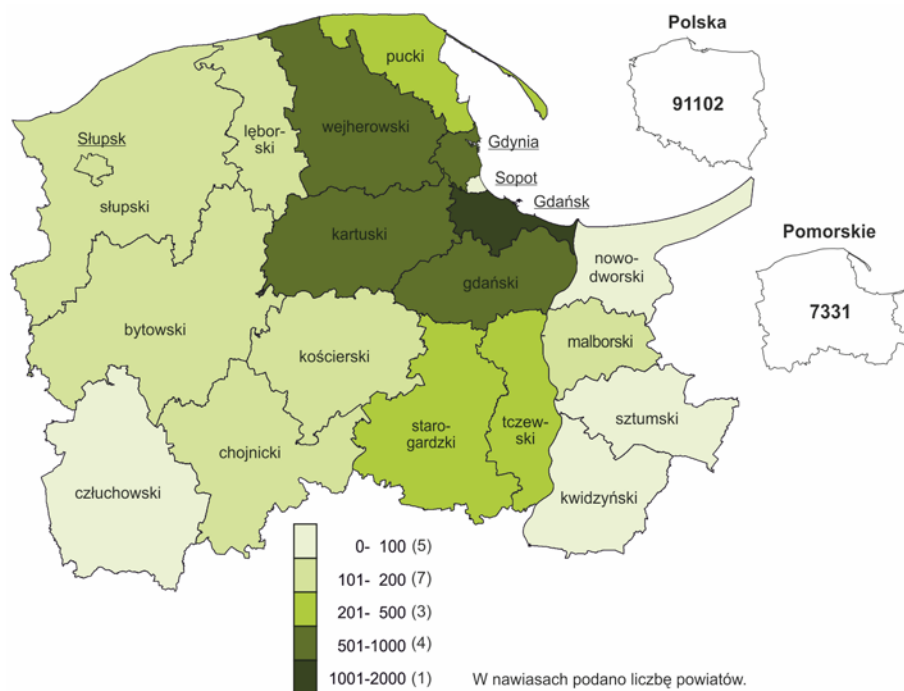 Polska
91102
pucki
wejherowski
lębor-
ski
Słupsk
słupski
Gdynia
Sopot
Gdańsk
kartuski
gdański
nowo-
dworski
Pomorskie
7331
bytowski
kościerski
malborski
staro-
gardzki
tczew-
ski
sztumski
chojnicki
człuchowski
kwidzyński
0- 100 (5)
101- 200 (7)
201- 500 (3)
501-1000 (4)
1001-2000 (1)
W nawiasach podano liczbę powiatów.